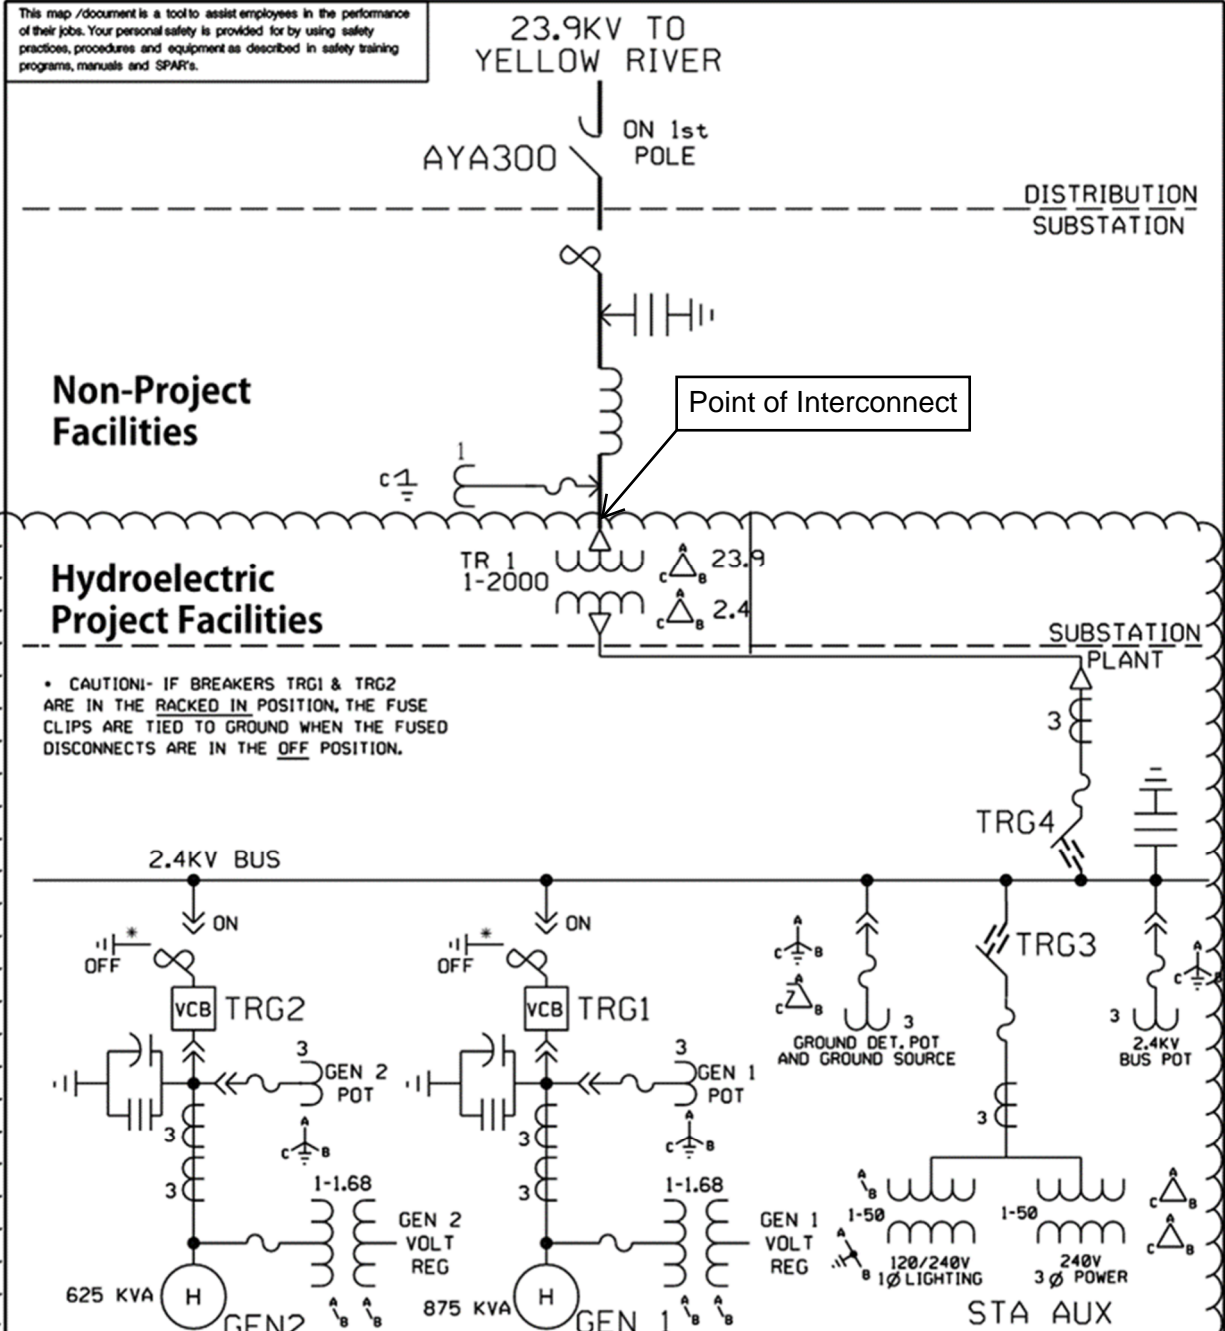 This map /document is a tool to assist employees in the performance
of their jobs. Your personal safety is provided for by using safety
practices, procedures and equipment as described in safety training
programs, manuals and SPAR's.
23.9KV TO
YELLOW RIVER
ON 1st
POLE
AYA300
DISTRIBUTION
SUBSTATION
Non-Project
Facilities
Point of Interconnect
1
C
TR 1
1-2000
A
C B
23.9
A
C B
2.4
Hydroelectric
Project Facilities
SUBSTATION
PLANT
• CAUTION!- IF BREAKERS TRG1 & TRG2
ARE IN THE RACKED IN POSITION, THE FUSE
CLIPS ARE TIED TO GROUND WHEN THE FUSED
DISCONNECTS ARE IN THE OFF POSITION.
3
TRG4
2.4KV BUS
ON
*
OFF
VCB
TRG2
3
GEN 2
POT
A
C B
3
3
1-1.68
GEN 2
VOLT
REG
A
B
A
B
625 KVA
H
GEN2
ON
*
OFF
VCB
TRG1
3
GEN 1
POT
A
C B
3
3
1-1.68
GEN 1
VOLT
REG
A
B
A
B
875 KVA
H
GEN 1
A
C B
A
C B
3
GROUND DET. POT
AND GROUND SOURCE
TRG3
3
A
C B
3
2.4KV
BUS POT
A
B
1-50
A
B
120/240V
1Ø LIGHTING
1-50
A
C B
A
C B
240V
3 Ø POWER
STA AUX